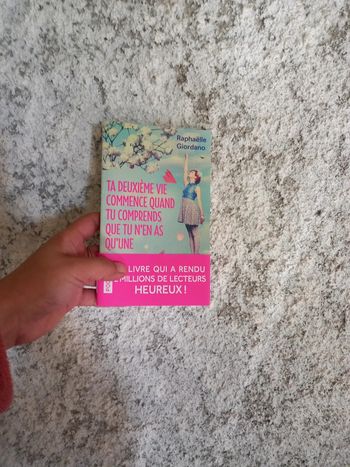 Raphaëlle
Giordano
TA DEUXIÈME VIE
COMMENCE QUAND
TU COMPRENDS
QUE TU N'EN AS
QU'UNE
LIVRE QUI A RENDU
MILLIONS DE LECTEURS
HEUREUX !